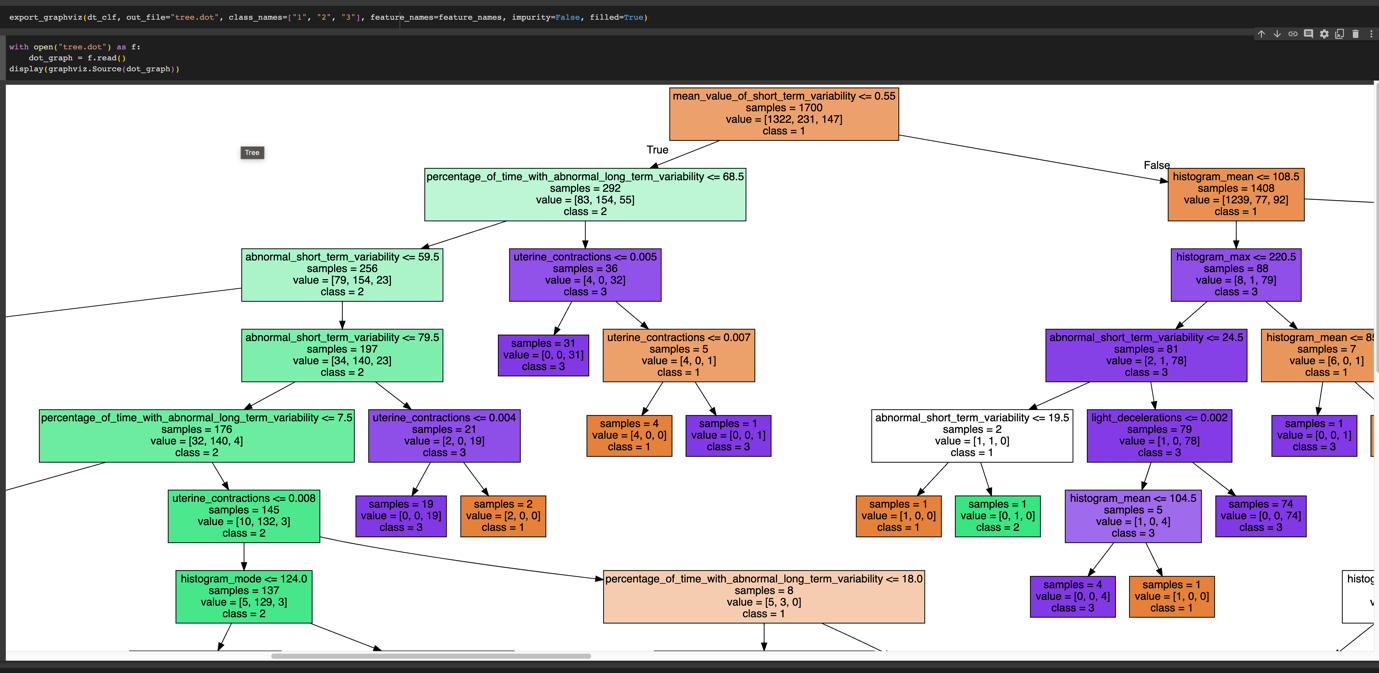 export_graphviz(dt_clf, out_file="tree.dot", class_names=["1", "2", "3"], feature_names=feature_names, impurity=False, filled=True)
with open("tree.dot") as f:
    dot_graph = f.read()
display(graphviz.Source(dot_graph))
mean_value_of_short_term_variability <= 0.55
samples = 1700
value = [1322, 231, 147]
class = 1
Tree
True
False
percentage_of_time_with_abnormal_long_term_variability <= 68.5
samples = 292
value = [83, 154, 55]
class = 2
histogram_mean <= 108.5
samples = 1408
value = [1239, 77, 92]
class = 1
abnormal_short_term_variability <= 59.5
samples = 256
value = [79, 154, 23]
class = 2
uterine_contractions <= 0.005
samples = 36
value = [4, 0, 32]
class = 3
histogram_max <= 220.5
samples = 88
value = [8, 1, 79]
class = 3
abnormal_short_term_variability <= 79.5
samples = 197
value = [34, 140, 23]
class = 2
samples = 31
value = [0, 0, 31]
class = 3
uterine_contractions <= 0.007
samples = 5
value = [4, 0, 1]
class = 1
abnormal_short_term_variability <= 24.5
samples = 81
value = [2, 1, 78]
class = 3
histogram_mean <=
samples = 7
value = [6, 0, 1]
class = 1
percentage_of_time_with_abnormal_long_term_variability <= 7.5
samples = 176
value = [32, 140, 4]
class = 2
uterine_contractions <= 0.004
samples = 21
value = [2, 0, 19]
class = 3
samples = 4
value = [4, 0, 0]
class = 1
samples = 1
value = [0, 0, 1]
class = 3
abnormal_short_term_variability <= 19.5
samples = 2
value = [1, 1, 0]
class = 1
light_decelerations <= 0.002
samples = 79
value = [1, 0, 78]
class = 3
samples = 1
value = [0, 0, 1]
class = 3
uterine_contractions <= 0.008
samples = 145
value = [10, 132, 3]
class = 2
samples = 19
value = [0, 0, 19]
class = 3
samples = 2
value = [2, 0, 0]
class = 1
samples = 1
value = [1, 0, 0]
class = 1
samples = 1
value = [0, 1, 0]
class = 2
histogram_mean <= 104.5
samples = 5
value = [1, 0, 4]
class = 3
samples = 74
value = [0, 0, 74]
class = 3
histogram_mode <= 124.0
samples = 137
value = [5, 129, 3]
class = 2
percentage_of_time_with_abnormal_long_term_variability <= 18.0
samples = 8
value = [5, 3, 0]
class = 1
samples = 4
value = [0, 0, 4]
class = 3
samples = 1
value = [1, 0, 0]
class = 1